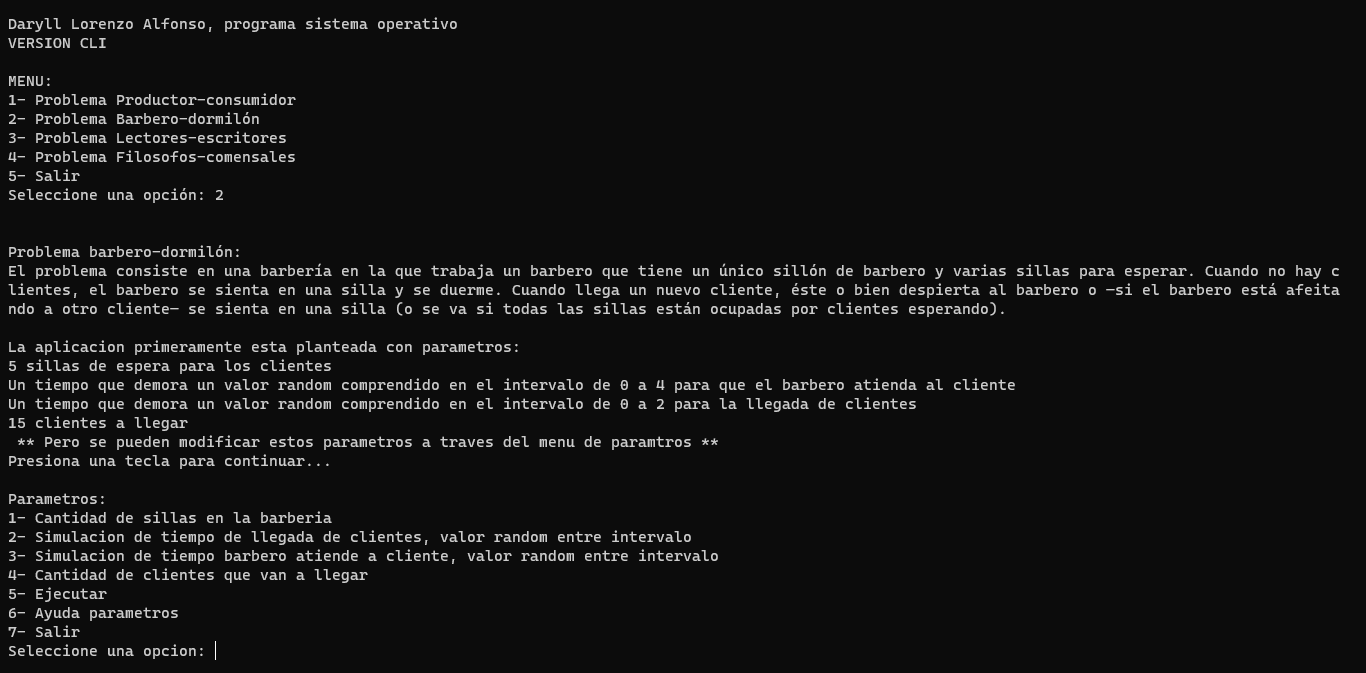 Daryll Lorenzo Alfonso, programa sistema operativo
VERSION CLI
MENU:
1- Problema Productor-consumidor
2- Problema Barbero-dormilón
3- Problema Lectores-escritores
4- Problema Filosofos-comensales
5- Salir
Seleccione una opción: 2
Problema barbero-dormilón:
El problema consiste en una barbería en la que trabaja un barbero que tiene un único sillón de barbero y varias sillas para esperar. Cuando no hay c
lientes, el barbero se sienta en una silla y se duerme. Cuando llega un nuevo cliente, éste o bien despierta al barbero o —si el barbero está afeita
ndo a otro cliente— se sienta en una silla (o se va si todas las sillas están ocupadas por clientes esperando).
La aplicacion primeramente esta planteada con parametros:
5 sillas de espera para los clientes
Un tiempo que demora un valor random comprendido en el intervalo de 0 a 4 para que el barbero atienda al cliente
Un tiempo que demora un valor random comprendido en el intervalo de 0 a 2 para la llegada de clientes
15 clientes a llegar
** Pero se pueden modificar estos parametros a traves del menu de paramtros **
Presiona una tecla para continuar...
Parametros:
1- Cantidad de sillas en la barberia
2- Simulacion de tiempo de llegada de clientes, valor random entre intervalo
3- Simulacion de tiempo barbero atiende a cliente, valor random entre intervalo
4- Cantidad de clientes que van a llegar
5- Ejecutar
6- Ayuda parametros
7- Salir
Seleccione una opcion: